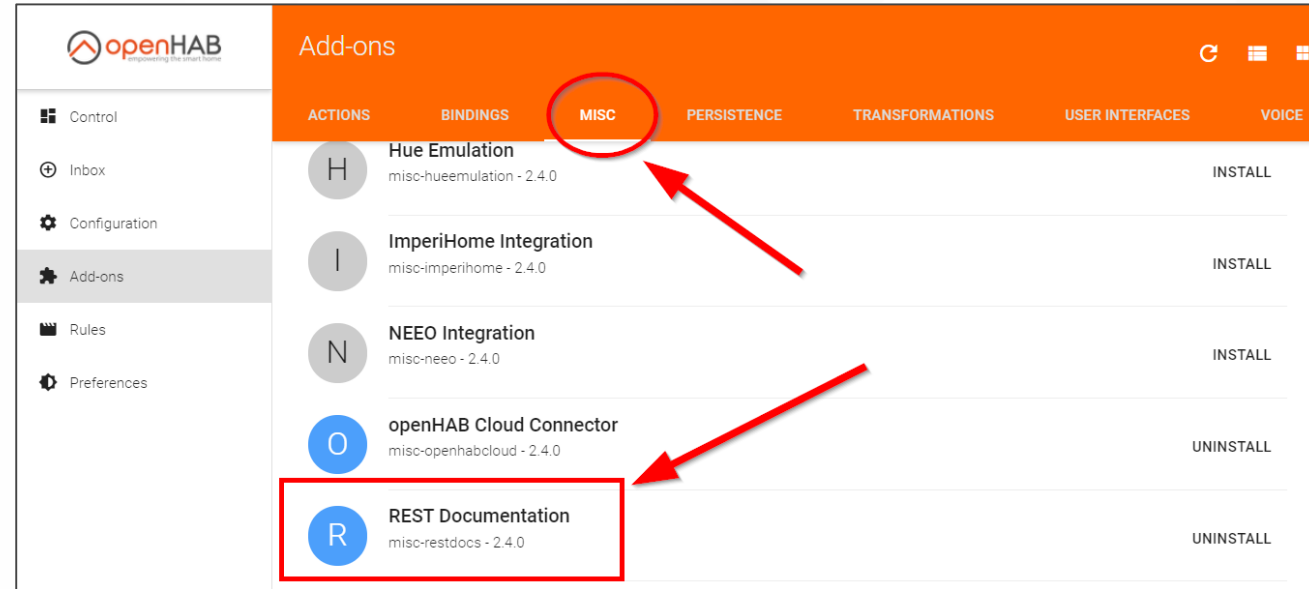 openHAB
empowering the smart home
Add-ons
Control
Inbox
Configuration
Add-ons
Rules
Preferences
ACTIONS BINDINGS MISC PERSISTENCE TRANSFORMATIONS USER INTERFACES VOICE
H
Hue Emulation
misc-hueemulation - 2.4.0
INSTALL
I
ImperiHome Integration
misc-imperihome - 2.4.0
INSTALL
N
NEEO Integration
misc-neeo - 2.4.0
INSTALL
O
openHAB Cloud Connector
misc-openhabcloud - 2.4.0
UNINSTALL
R
REST Documentation
misc-restdocs - 2.4.0
UNINSTALL